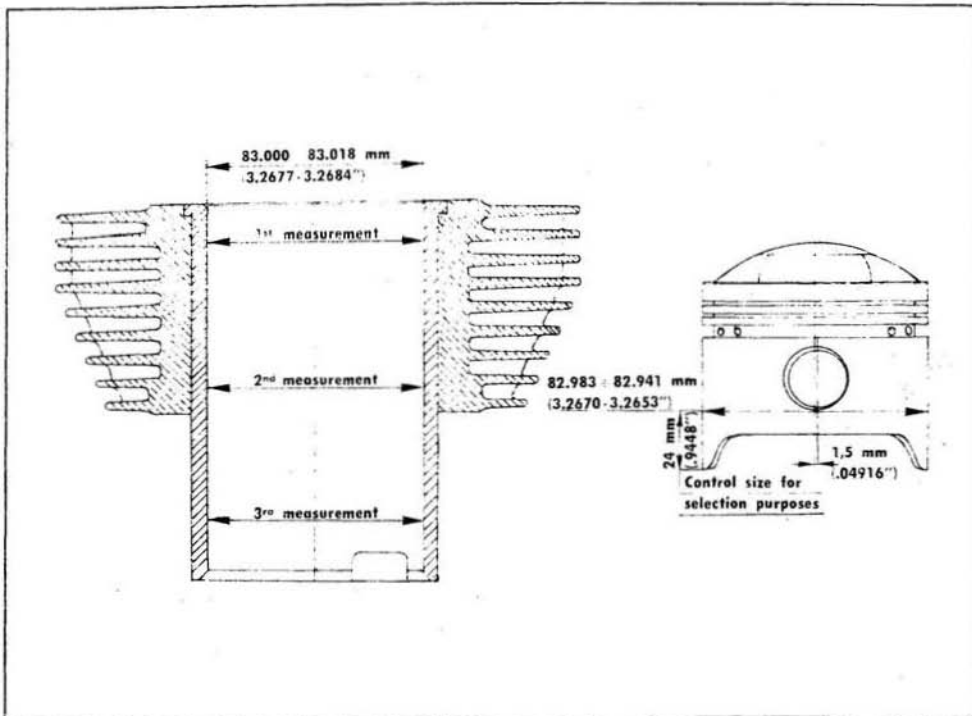 83.000 83.018 mm
(3.2677-3.2684")
1st measurement
2nd measurement
3rd measurement
82.983 ÷ 82.941 mm
(3.2670-3.2653")
24 mm
(.9448")
1,5 mm
(.04916")
Control size for
selection purposes